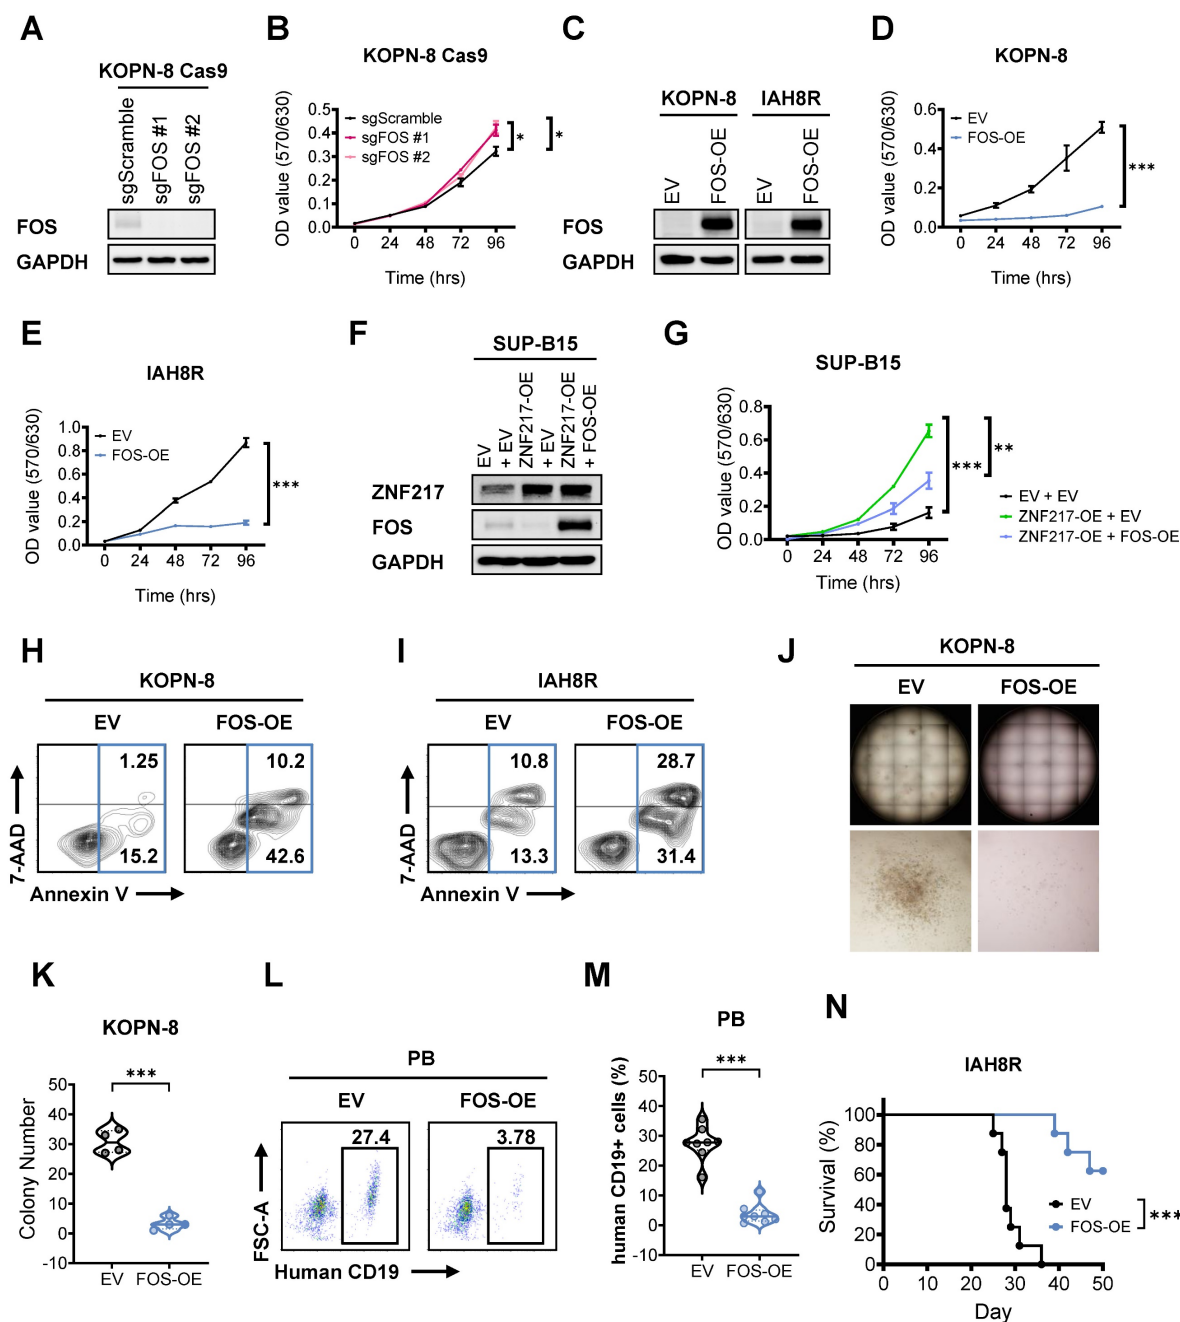 A
KOPN-8 Cas9
sgScramble
sgFOS #1
sgFOS #2
FOS
GAPDH
B
KOPN-8 Cas9
OD value (570/630)
0.5
0.4
0.3
0.2
0.1
0.0
sgScramble
sgFOS #1
sgFOS #2
*
*
0 24 48 72 96
Time (hrs)
C
KOPN-8 IAH8R
EV
FOS-OE
EV
FOS-OE
FOS
GAPDH
D
KOPN-8
OD value (570/630)
0.6
0.4
0.2
0.0
EV
FOS-OE
***
0 24 48 72 96
Time (hrs)
E
IAH8R
OD value (570/630)
1.0
0.8
0.6
0.4
0.2
0.0
EV
FOS-OE
***
0 24 48 72 96
Time (hrs)
F
SUP-B15
EV
+ EV
ZNF217-OE
+ EV
ZNF217-OE
+ FOS-OE
ZNF217
FOS
GAPDH
G
SUP-B15
OD value (570/630)
0.8
0.6
0.4
0.2
0.0
***
**
EV + EV
ZNF217-OE + EV
ZNF217-OE + FOS-OE
0 24 48 72 96
Time (hrs)
H
KOPN-8
EV FOS-OE
1.25 10.2
15.2 42.6
7-AAD
Annexin V
I
IAH8R
EV FOS-OE
10.8 28.7
13.3 31.4
7-AAD
Annexin V
J
KOPN-8
EV FOS-OE
K
KOPN-8
Colony Number
50
40
30
20
10
0
-10
***
EV FOS-OE
L
PB
EV FOS-OE
27.4 3.78
FSC-A
Human CD19
M
PB
human CD19+ cells (%)
50
40
30
20
10
0
-10
***
EV FOS-OE
N
IAH8R
Survival (%)
100
80
60
40
20
0
EV
FOS-OE
***
0 10 20 30 40 50
Day